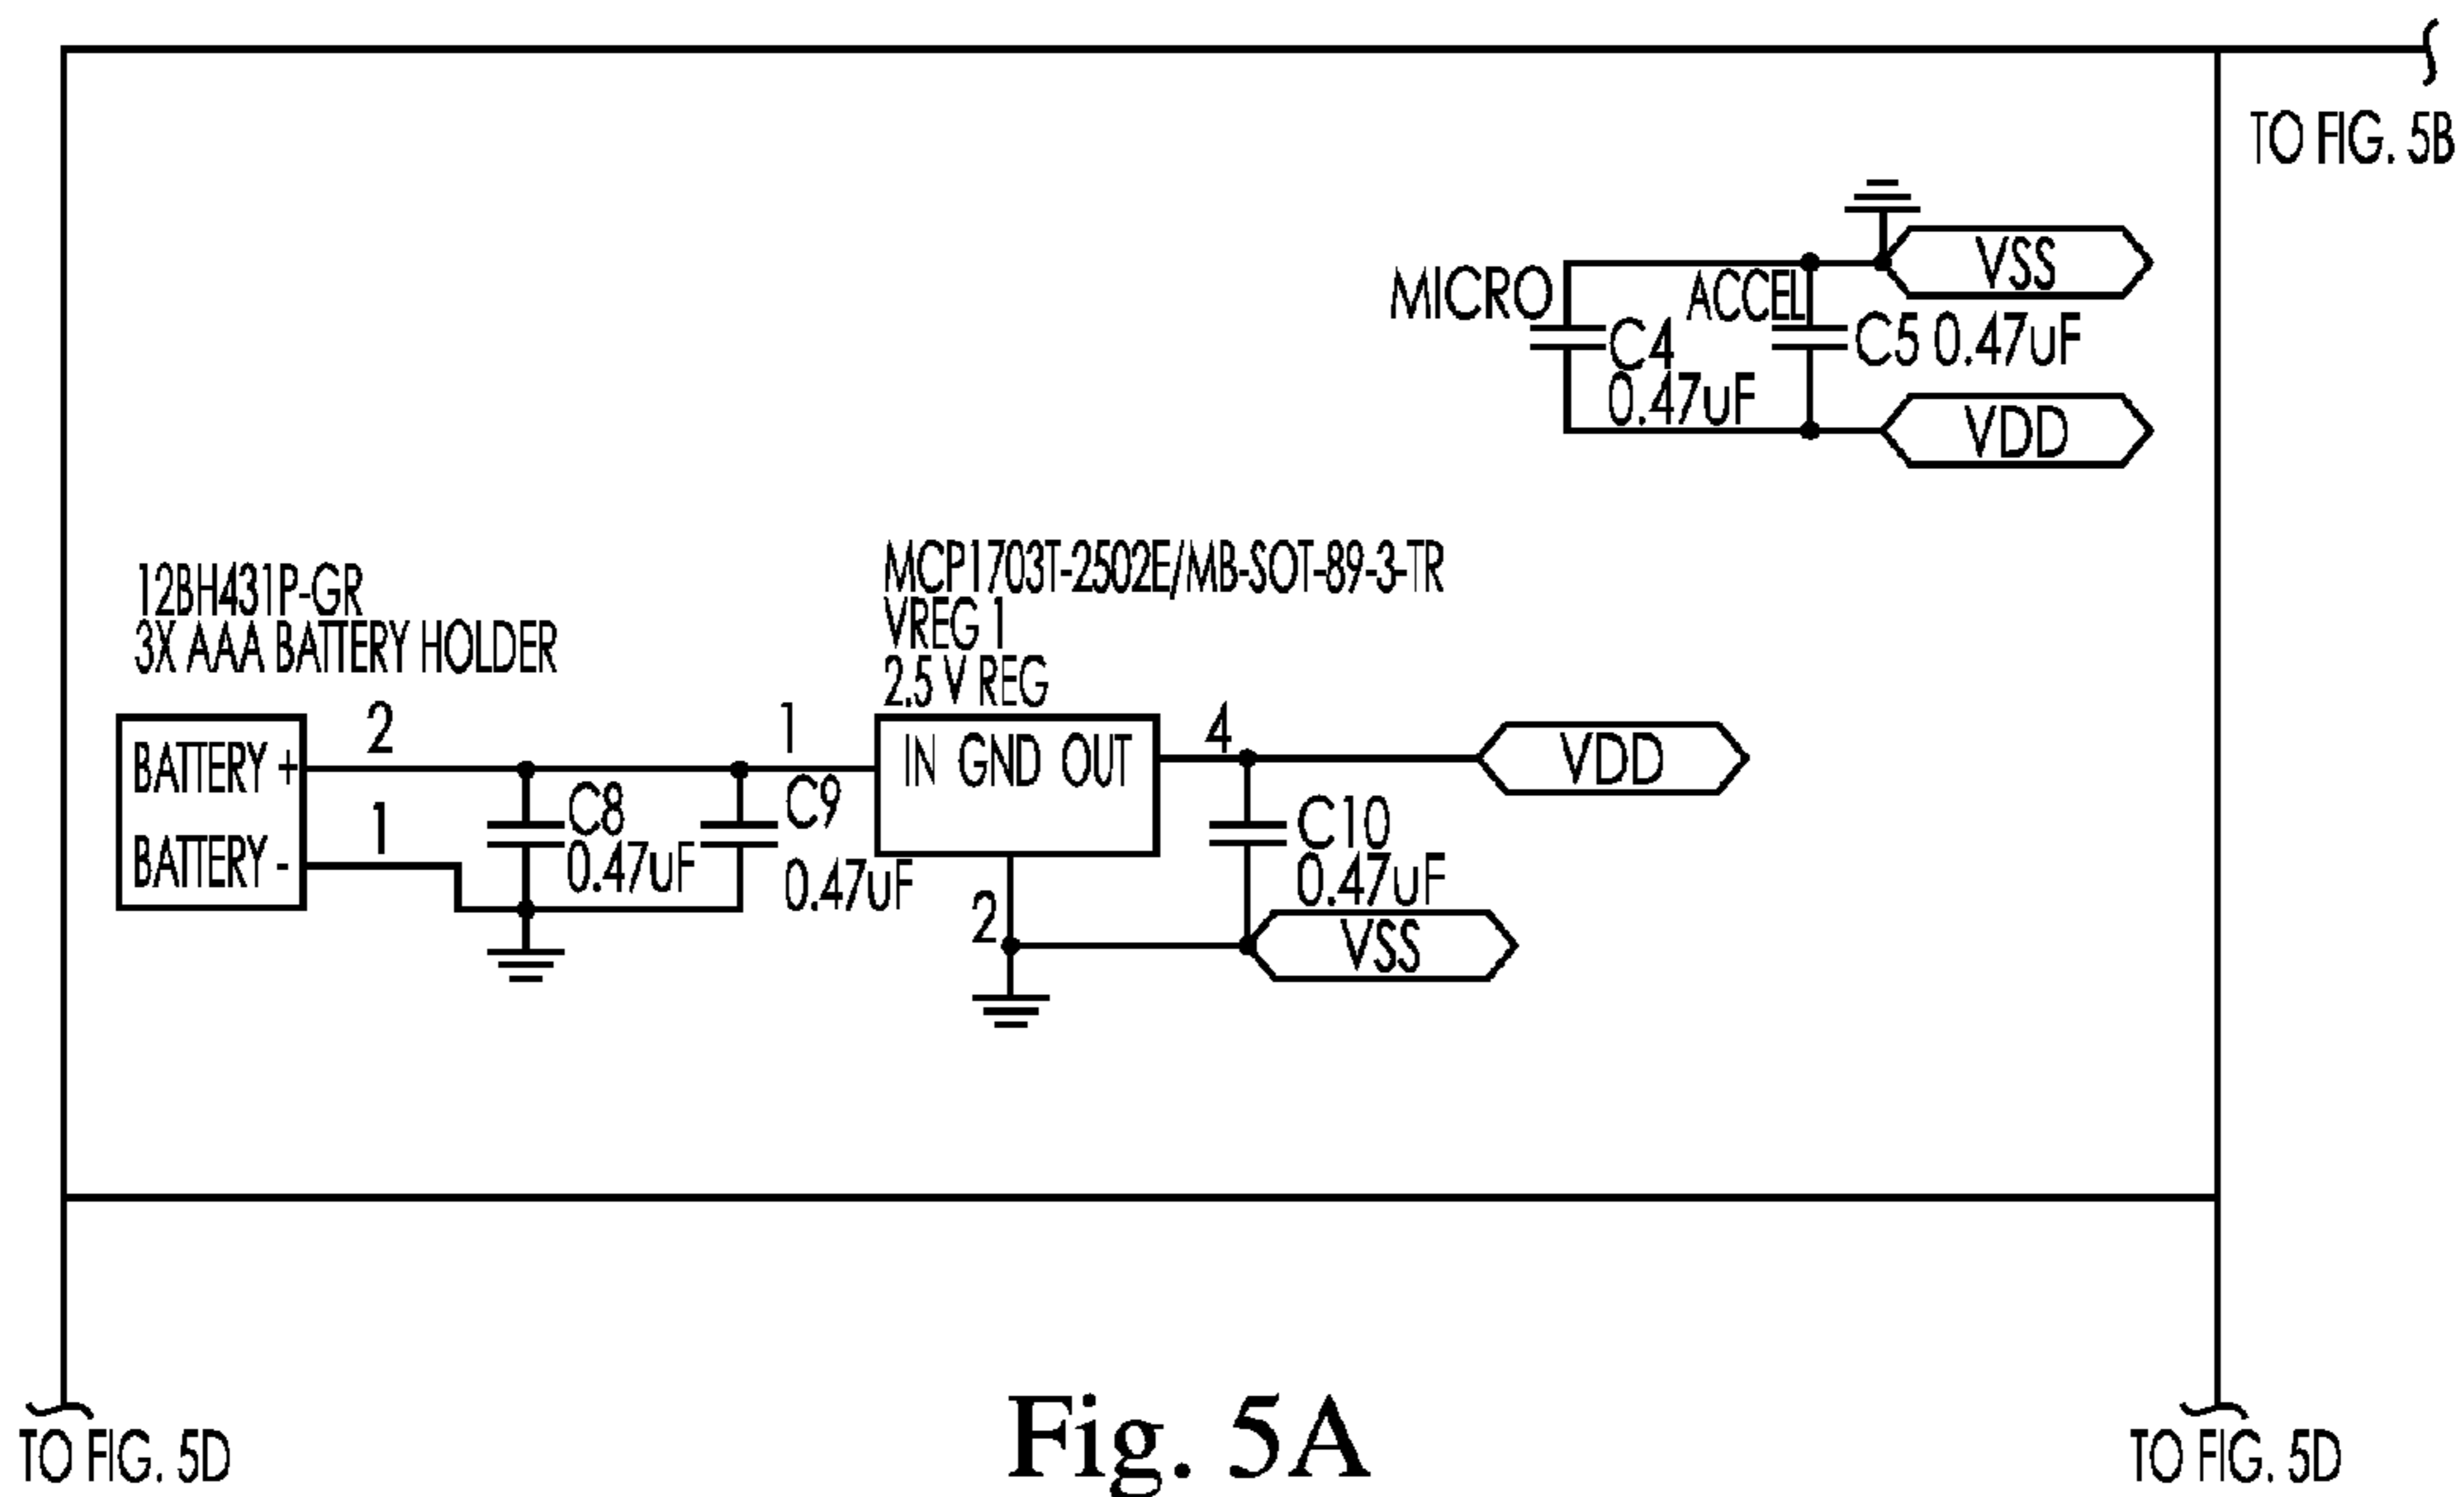 TO FIG. 5B
VSS
MICRO
ACCEL
C4
0.47uF
C5 0.47uF
VDD
12BH431P-GR
3X AAA BATTERY HOLDER
MCP1703T-2502E/MB-SOT-89-3-TR
VREG 1
2.5 V REG
BATTERY +
2
BATTERY -
1
C8
0.47uF
1
C9
0.47uF
IN GND OUT
2
4
VDD
C10
0.47uF
VSS
TO FIG. 5D
Fig. 5A
TO FIG. 5D